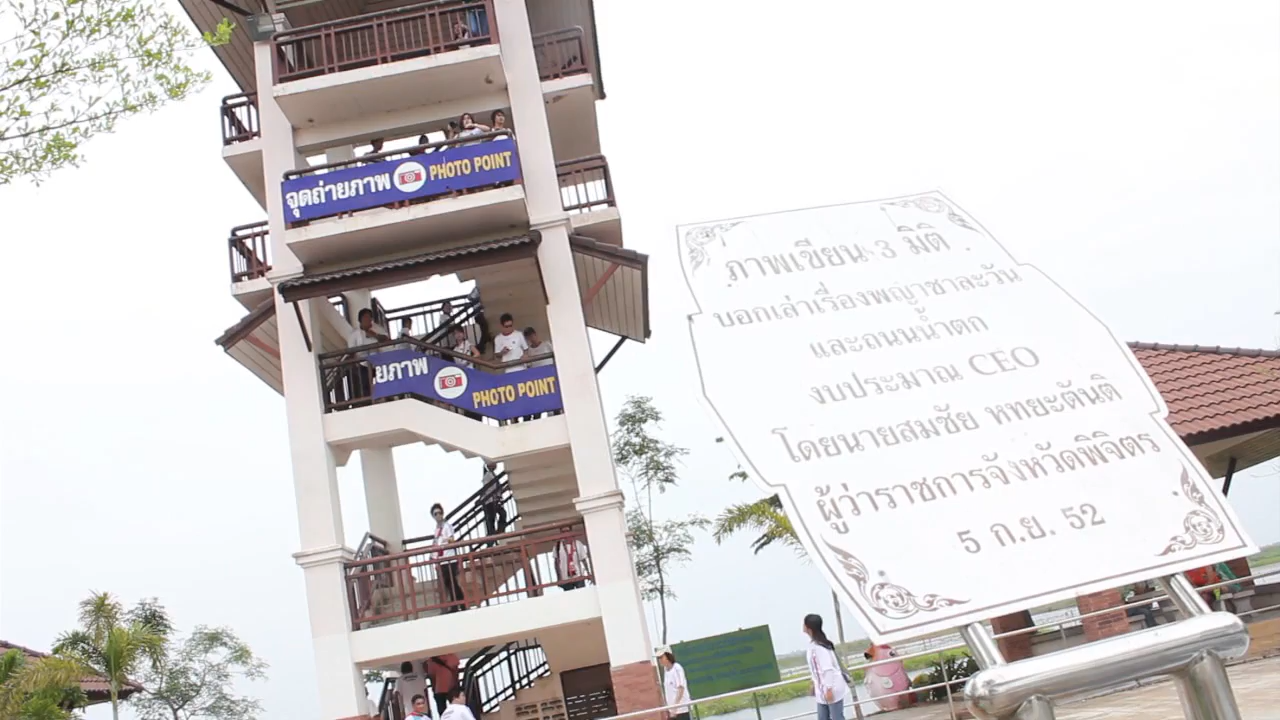 จุดถ่ายภาพ PHOTO POINT
ยภาพ PHOTO POINT
ภาพเขียน 3 มิติ
บอกเล่าเรื่องพญาชาละวัน
และถนนน้ำตก
งบประมาณ CEO
โดยนายสมชัย หทยะตันติ
ผู้ว่าราชการจังหวัดพิจิตร
5 ก.ย. 52